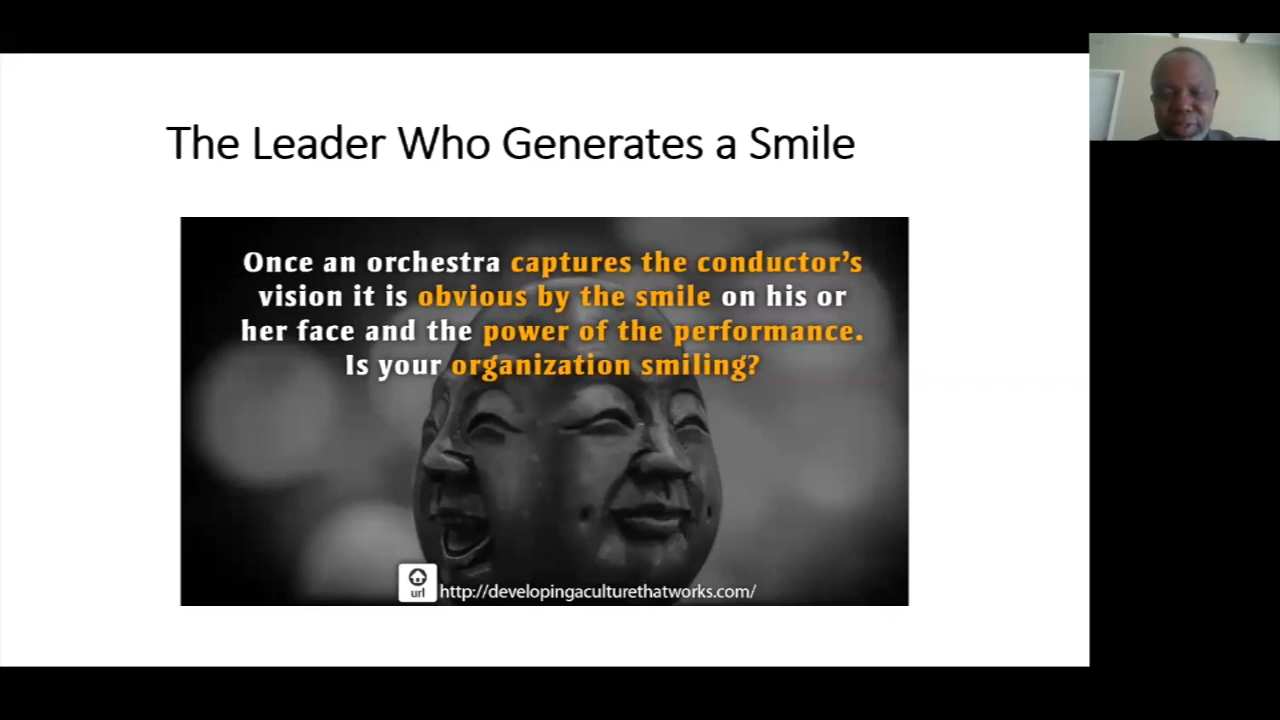 The Leader Who Generates a Smile
Once an orchestra captures the conductor's
vision it is obvious by the smile on his or
her face and the power of the performance.
Is your organization smiling?
url
http://developingaculturethatworks.com/